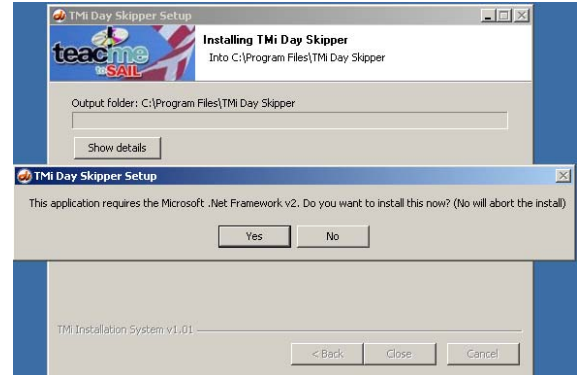 TMi Day Skipper Setup
teachme
to SAIL
Installing TMi Day Skipper
Into C:\Program Files\TMi Day Skipper
Output folder: C:\Program Files\TMi Day Skipper
Show details
TMi Day Skipper Setup
This application requires the Microsoft .Net Framework v2. Do you want to install this now? (No will abort the install)
Yes No
TMi Installation System v1.01
< Back Close Cancel